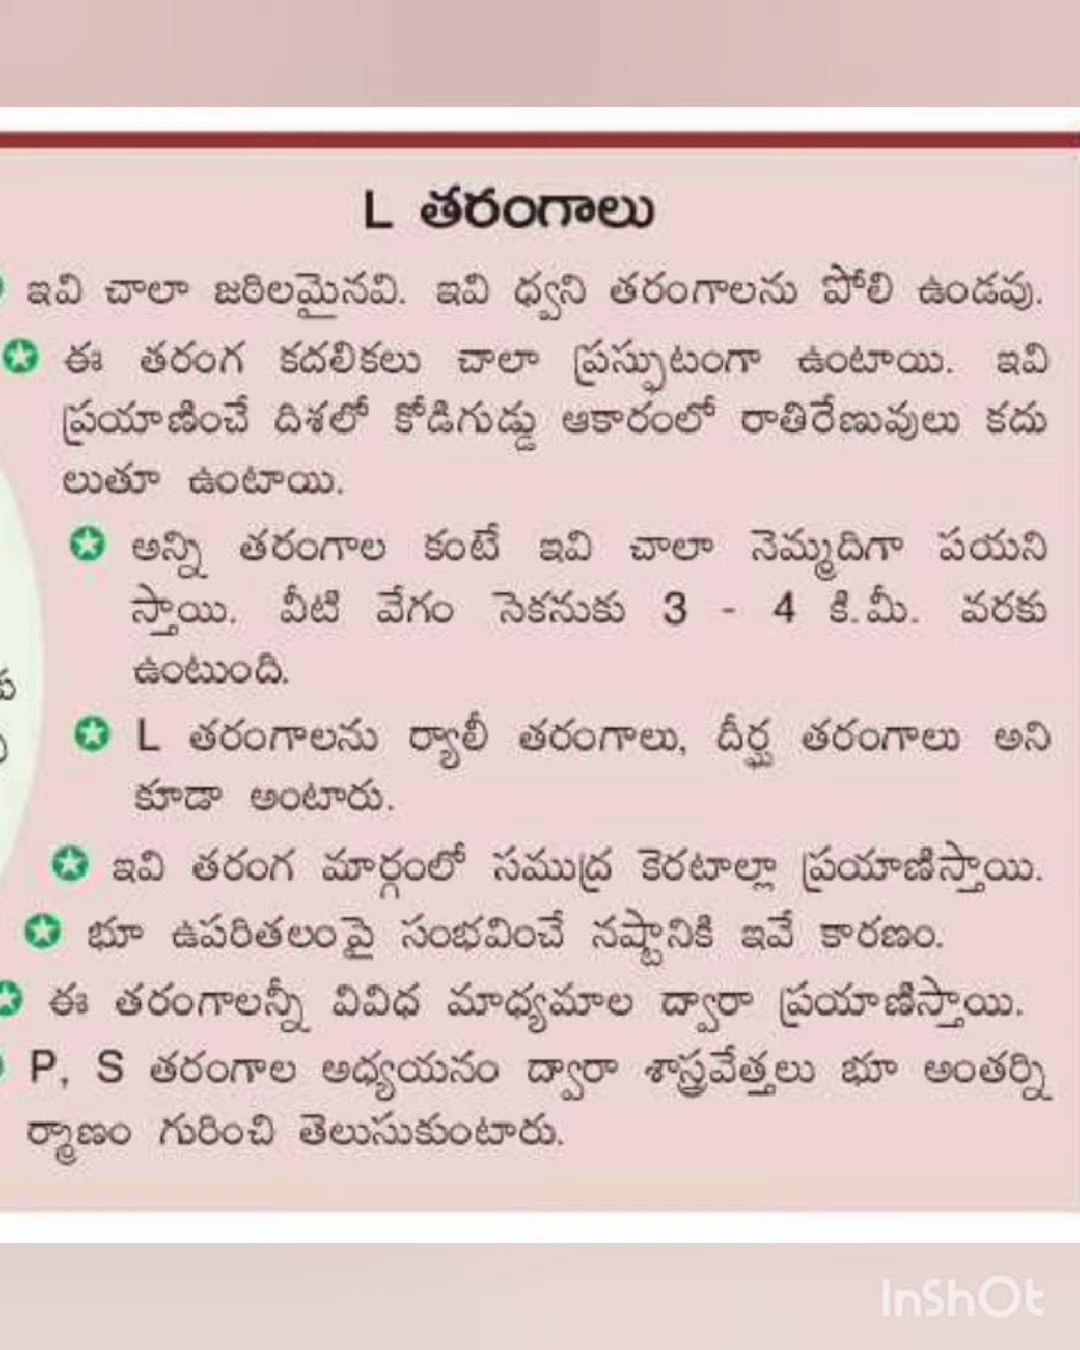 L తరంగాలు
ఇవి చాలా జఠిలమైనవి. ఇవి ధ్వని తరంగాలను పోలి ఉండవు.
ఈ తరంగ కదలికలు చాలా ప్రస్ఫుటంగా ఉంటాయి. ఇవి
ప్రయాణించే దిశలో కోడిగుడ్డు ఆకారంలో రాతిరేణువులు కదు
లుతూ ఉంటాయి.
అన్ని తరంగాల కంటే ఇవి చాలా నెమ్మదిగా పయని
స్తాయి. వీటి వేగం సెకనుకు 3 - 4 కి.మీ. వరకు
ఉంటుంది.
L తరంగాలను ర్యాలీ తరంగాలు, దీర్ఘ తరంగాలు అని
కూడా అంటారు.
ఇవి తరంగ మార్గంలో సముద్ర కెరటాల్లా ప్రయాణిస్తాయి.
భూ ఉపరితలంపై సంభవించే నష్టానికి ఇవే కారణం.
ఈ తరంగాలన్నీ వివిధ మాధ్యమాల ద్వారా ప్రయాణిస్తాయి.
P, S తరంగాల అధ్యయనం ద్వారా శాస్త్రవేత్తలు భూ అంతర్ని
ర్మాణం గురించి తెలుసుకుంటారు.
InShOt